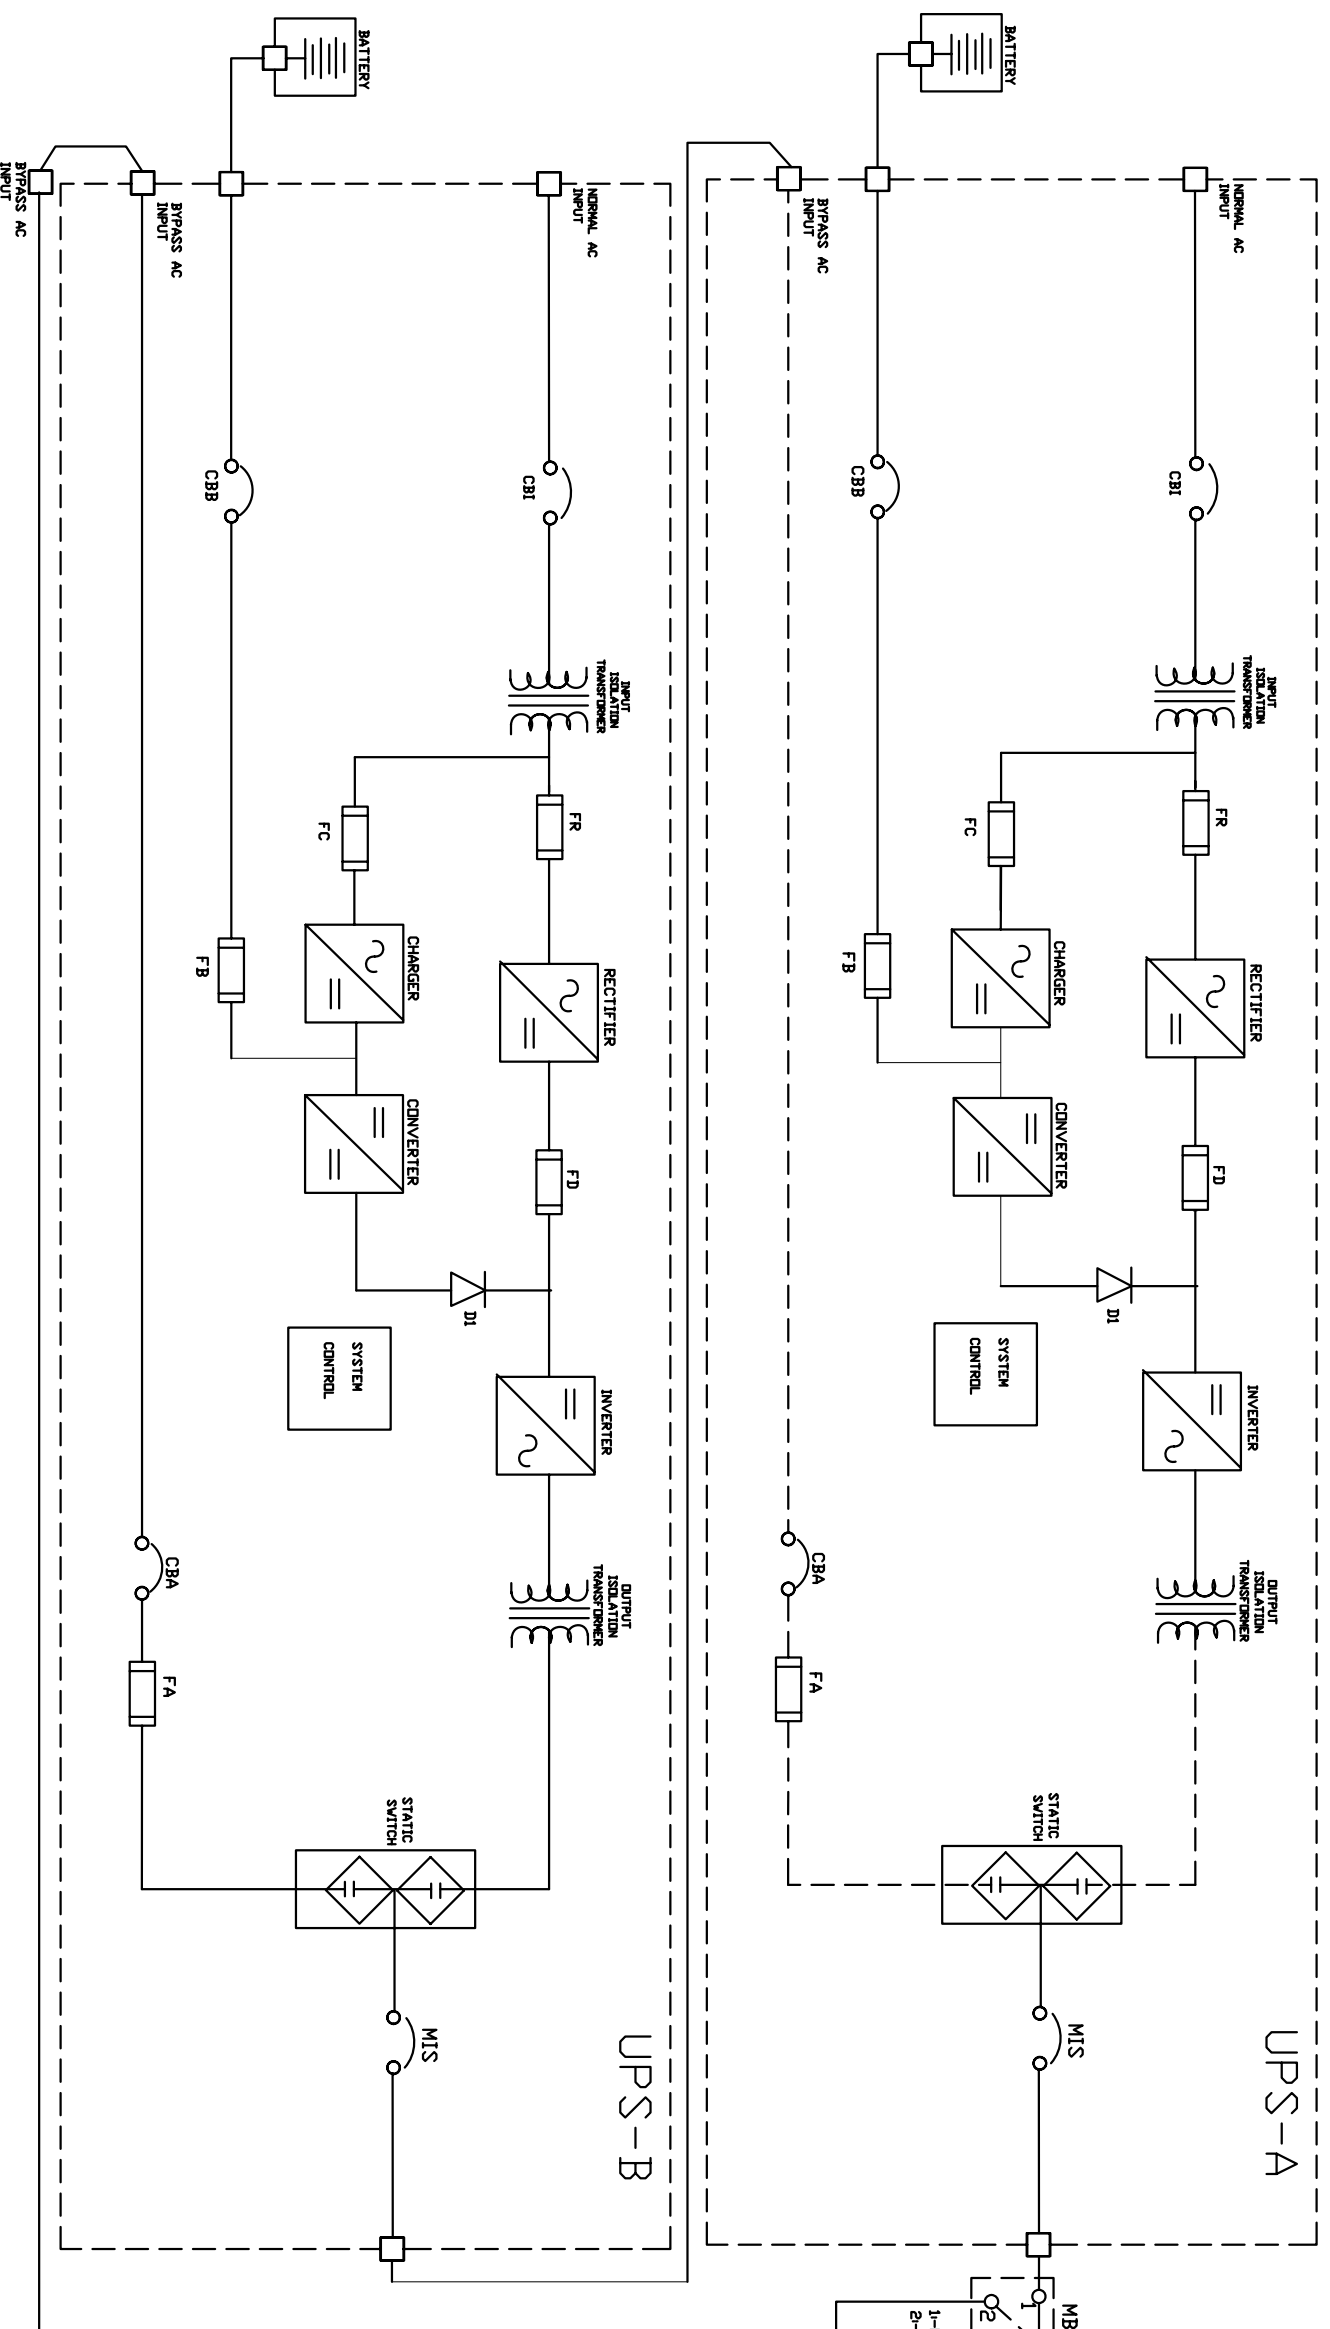 UPS-A
NORMAL AC
INPUT
CBI
INPUT
ISOLATION
TRANSFORMER
FR
RECTIFIER
FD
INVERTER
OUTPUT
ISOLATION
TRANSFORMER
BATTERY
FC
CHARGER
CONVERTER
D1
SYSTEM
CONTROL
STATIC
SWITCH
MIS
CBB
FB
BYPASS AC
INPUT
CBA
FA
MB
1
2
1:-
2:-
UPS-B
NORMAL AC
INPUT
CBI
INPUT
ISOLATION
TRANSFORMER
FR
RECTIFIER
FD
INVERTER
OUTPUT
ISOLATION
TRANSFORMER
BATTERY
FC
CHARGER
CONVERTER
D1
SYSTEM
CONTROL
STATIC
SWITCH
MIS
CBB
FB
BYPASS AC
INPUT
CBA
FA
BYPASS AC
INPUT